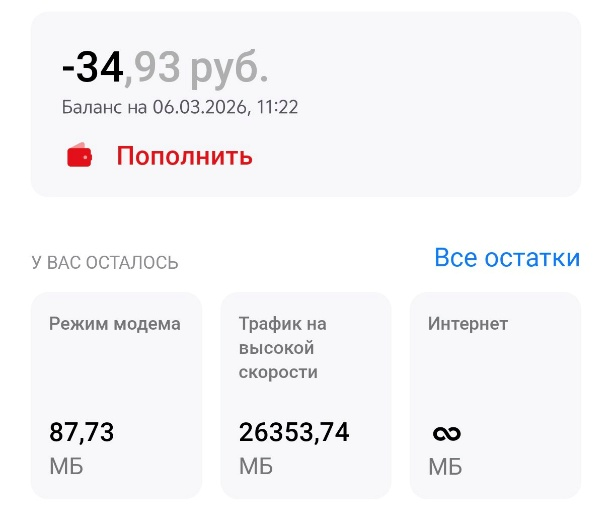 -34,93 руб.
Баланс на 06.03.2026, 11:22
Пополнить
У ВАС ОСТАЛОСЬ
Все остатки
Режим модема
87,73
МБ
Трафик на
высокой
скорости
26353,74
МБ
Интернет
∞
МБ